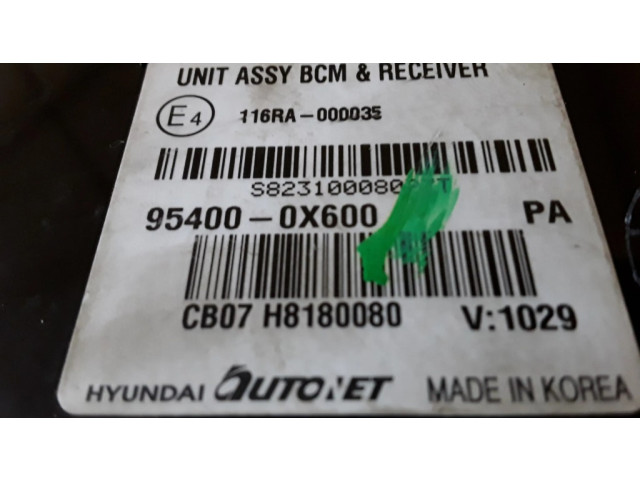 UNIT ASSY BCM & RECEIVER
E4 116RA-000035
95400-0X600 PA
CB07 H8180080 V:1029
HYUNDAI AUTONET MADE IN KOREA